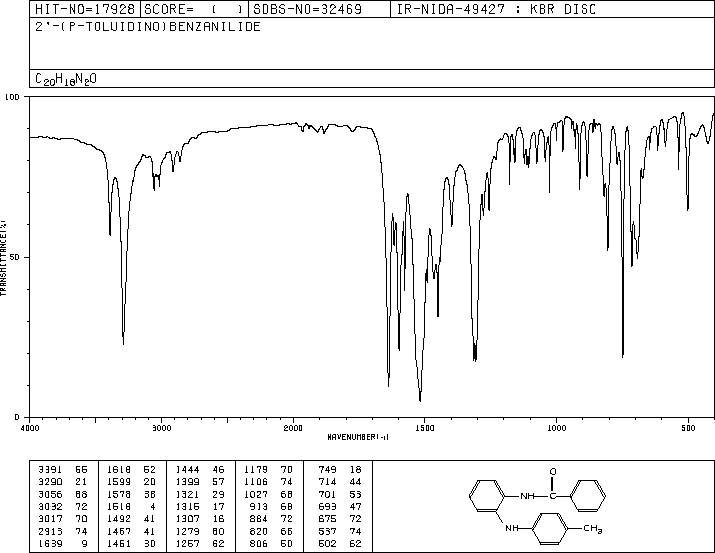 HIT-NO=17928 SCORE= ( ) SDBS-NO=32469 IR-NIDA-49427 : KBR DISC
2'-(P-TOLUIDINO)BENZANILIDE
C20H18N2O
100
50
0
TRANSMITTANCE(%)
4000 3000 2000 1500 1000 500
WAVENUMBER(-1)
3391 55 1618 52 1444 46 1179 70 749 18
3290 21 1599 20 1399 57 1106 74 714 44
3056 68 1578 38 1321 29 1027 68 701 53
3032 72 1518 4 1315 17 913 68 693 47
3017 70 1492 41 1307 16 884 72 675 72
2913 74 1467 41 1279 60 820 66 537 74
1639 9 1451 30 1257 62 806 50 502 62
O
NH C
NH CH3